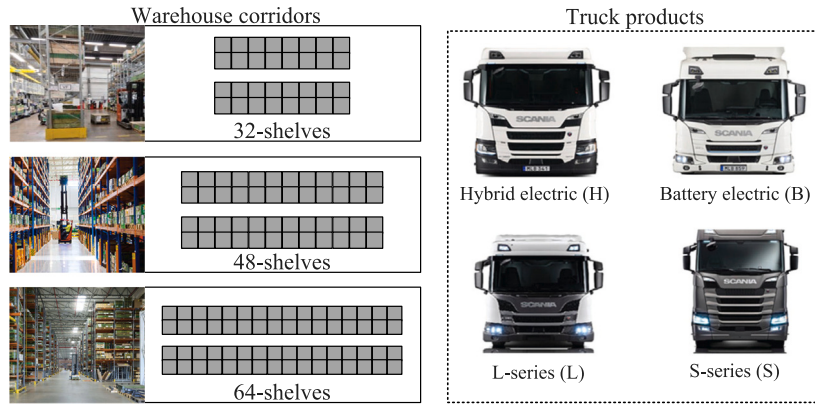 Warehouse corridors
32-shelves
48-shelves
64-shelves
Truck products
SCANIA
SCANIA
Hybrid electric (H)
Battery electric (B)
SCANIA
SCANIA
L-series (L)
S-series (S)